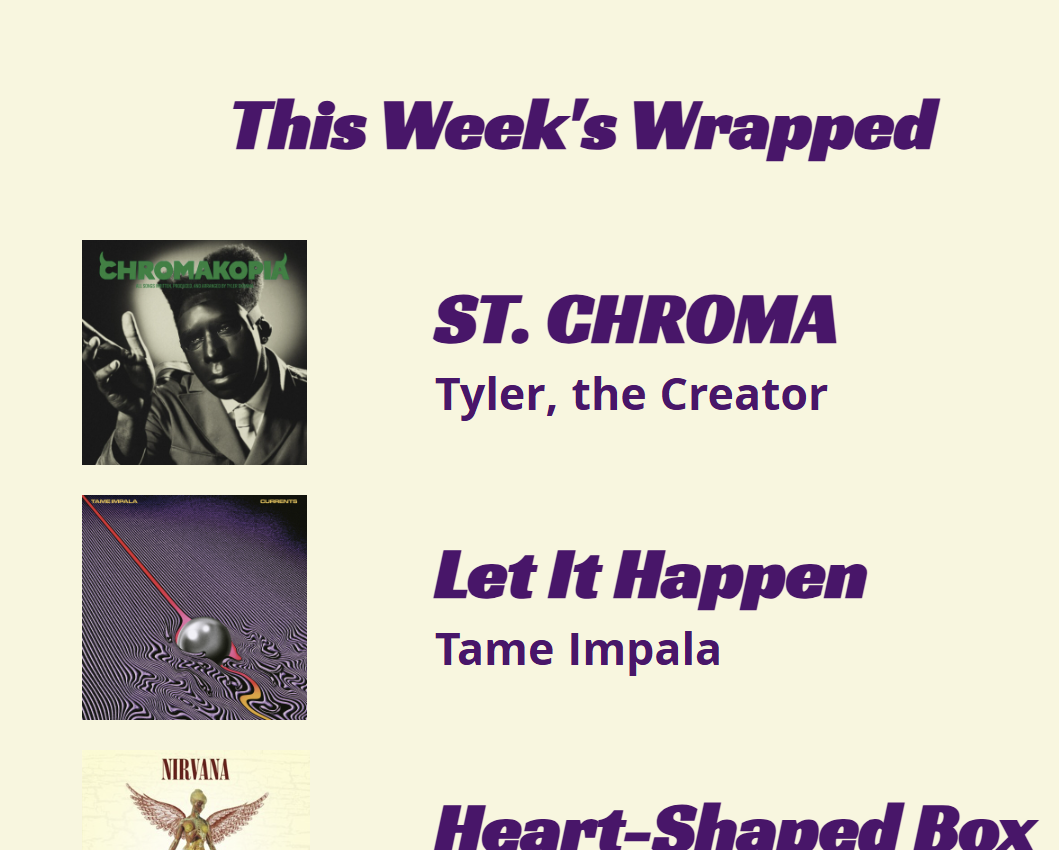 This Week's Wrapped
CHROMAKOPIA
ST. CHROMA
Tyler, the Creator
TAME IMPALA
CURRENTS
Let It Happen
Tame Impala
NIRVANA
Heart-Shaped Box